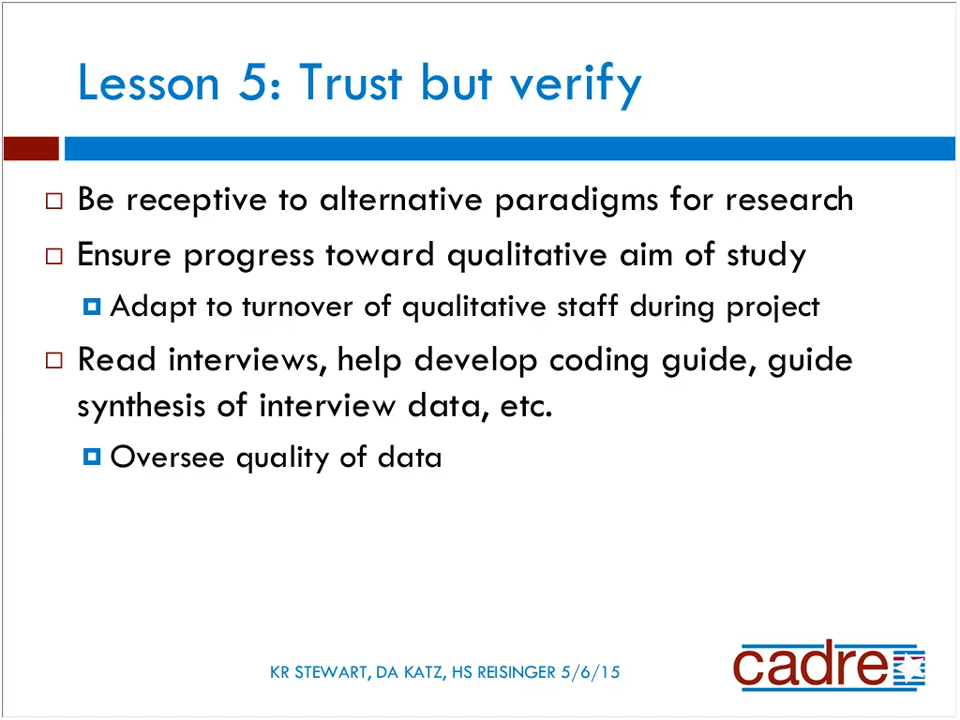 Lesson 5: Trust but verify
Be receptive to alternative paradigms for research
Ensure progress toward qualitative aim of study
Adapt to turnover of qualitative staff during project
Read interviews, help develop coding guide, guide
synthesis of interview data, etc.
Oversee quality of data
KR STEWART, DA KATZ, HS REISINGER 5/6/15
cadre